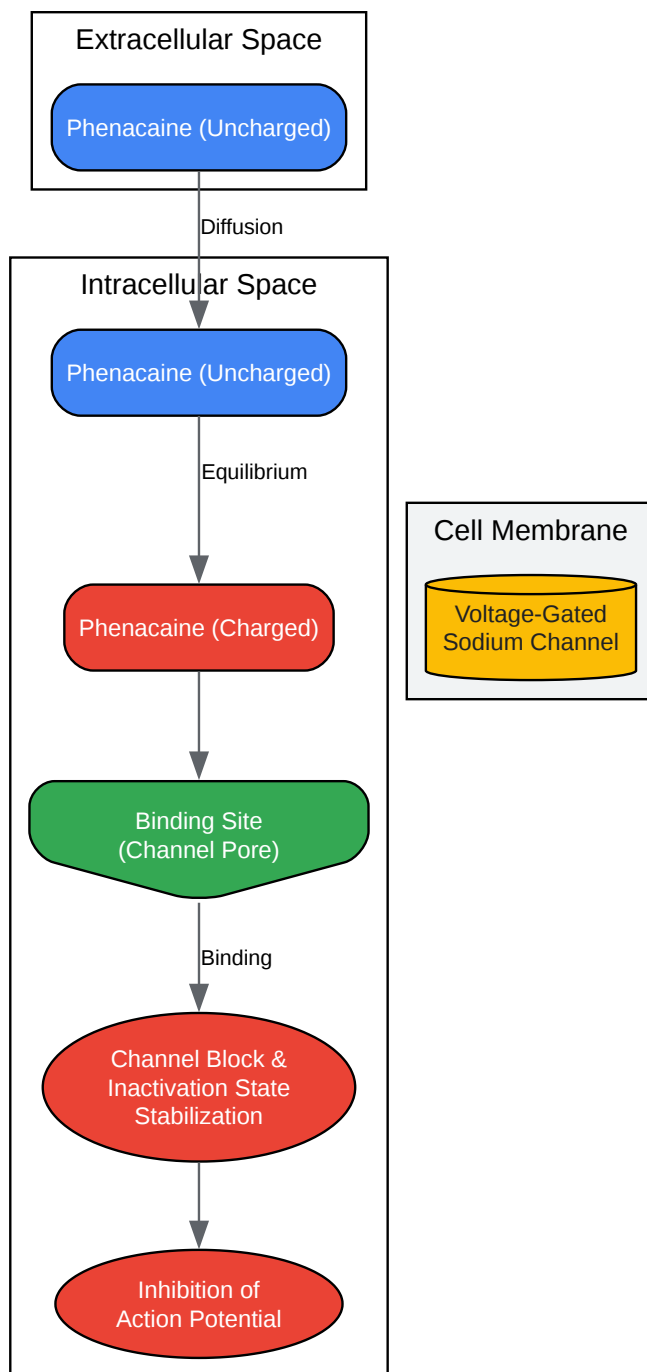 Extracellular Space
Phenacaine (Uncharged)
Diffusion
Intracellular Space
Phenacaine (Uncharged)
Equilibrium
Phenacaine (Charged)
Binding Site
(Channel Pore)
Binding
Channel Block &
Inactivation State
Stabilization
Inhibition of
Action Potential
Cell Membrane
Voltage-Gated
Sodium Channel